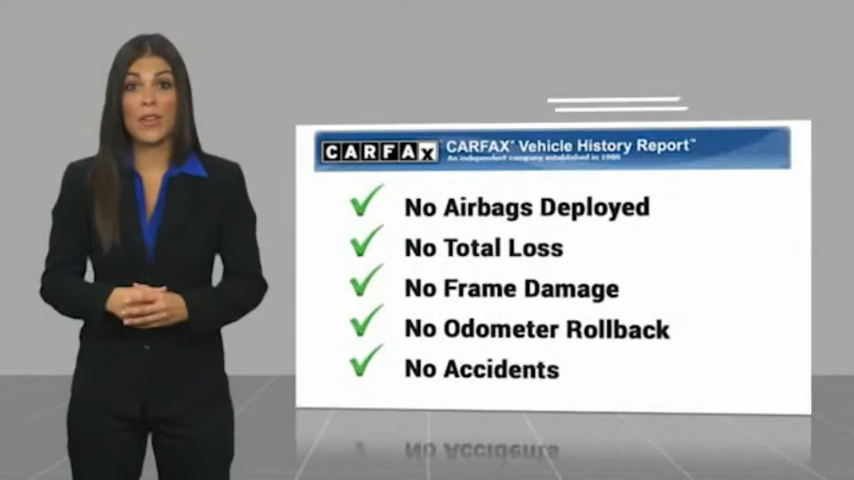 CARFAX
CARFAX® Vehicle History Report™
An independent company established in 1986
No Airbags Deployed
No Total Loss
No Frame Damage
No Odometer Rollback
No Accidents